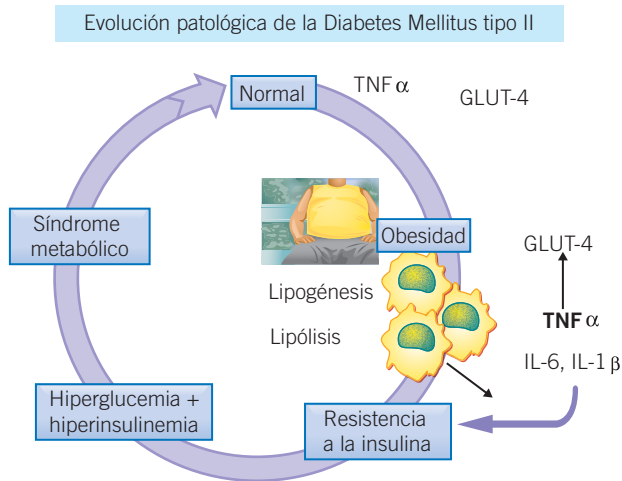 Evolución patológica de la Diabetes Mellitus tipo II
Normal
TNF α
GLUT-4
Obesidad
Síndrome
metabólico
GLUT-4
Lipogénesis
TNF α
Lipólisis
IL-6, IL-1 β
Hiperglucemia +
hiperinsulinemia
Resistencia
a la insulina